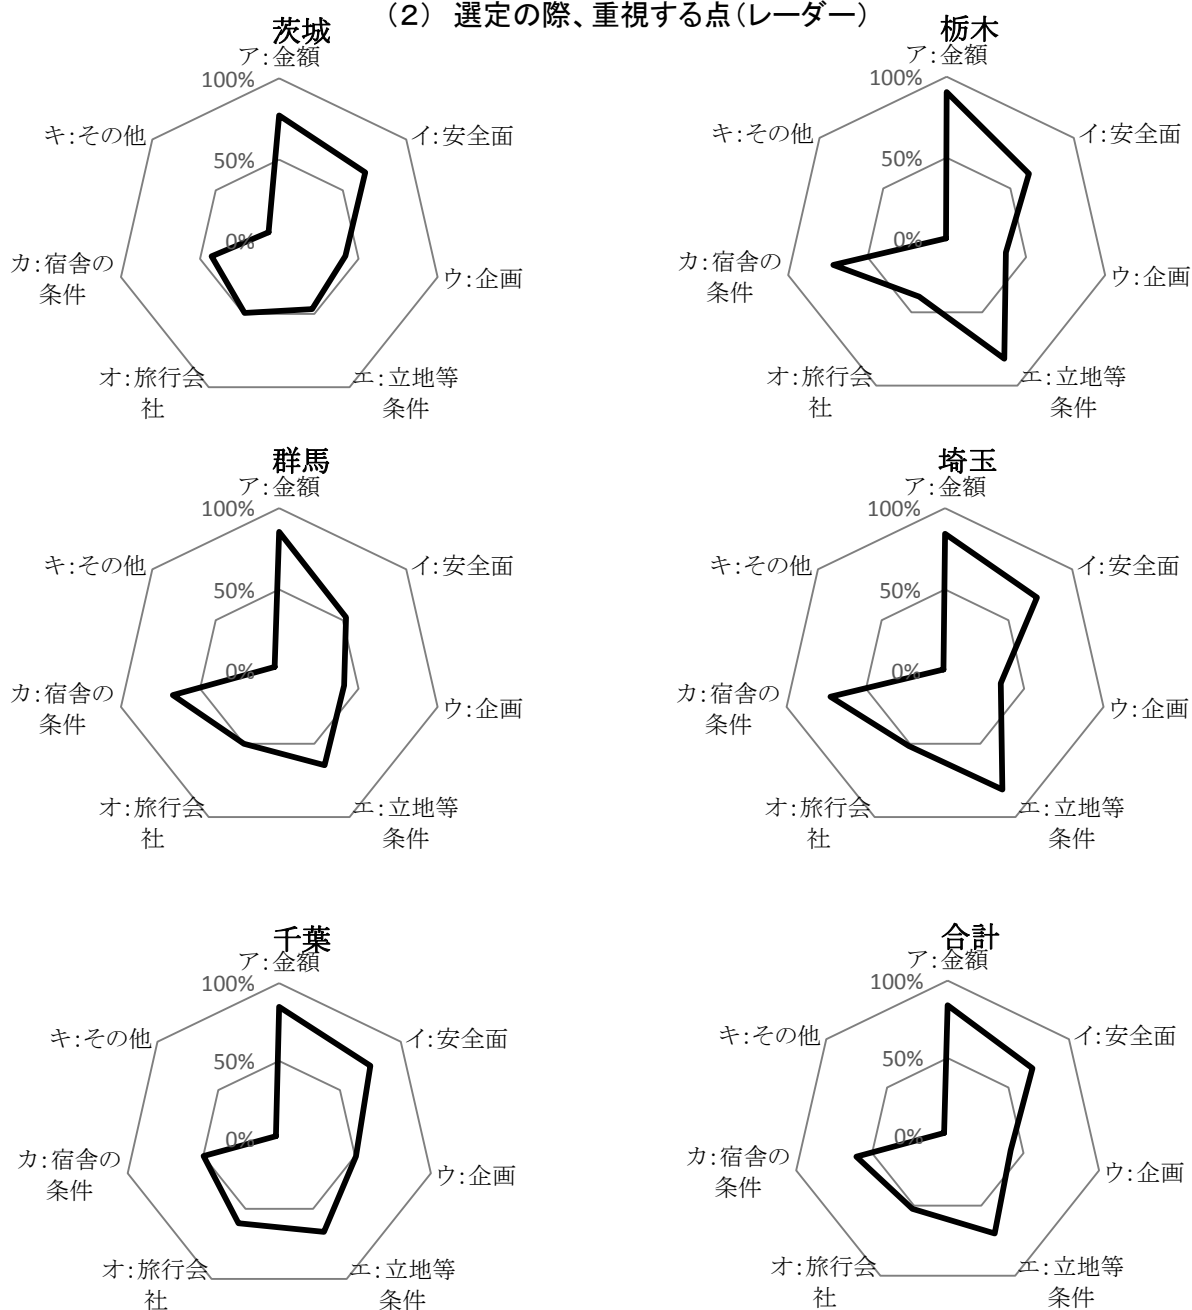 （２） 選定の際、重視する点（レーダー）
茨城
ア：金額
100%
キ：その他
イ：安全面
50%
0%
カ：宿舎の
条件
ウ：企画
オ：旅行会
社
エ：立地等
条件
栃木
ア：金額
100%
キ：その他
イ：安全面
50%
0%
カ：宿舎の
条件
ウ：企画
オ：旅行会
社
エ：立地等
条件
群馬
ア：金額
100%
キ：その他
イ：安全面
50%
0%
カ：宿舎の
条件
ウ：企画
オ：旅行会
社
エ：立地等
条件
埼玉
ア：金額
100%
キ：その他
イ：安全面
50%
0%
カ：宿舎の
条件
ウ：企画
オ：旅行会
社
エ：立地等
条件
千葉
ア：金額
100%
キ：その他
イ：安全面
50%
0%
カ：宿舎の
条件
ウ：企画
オ：旅行会
社
エ：立地等
条件
合計
ア：金額
100%
キ：その他
イ：安全面
50%
0%
カ：宿舎の
条件
ウ：企画
オ：旅行会
社
エ：立地等
条件